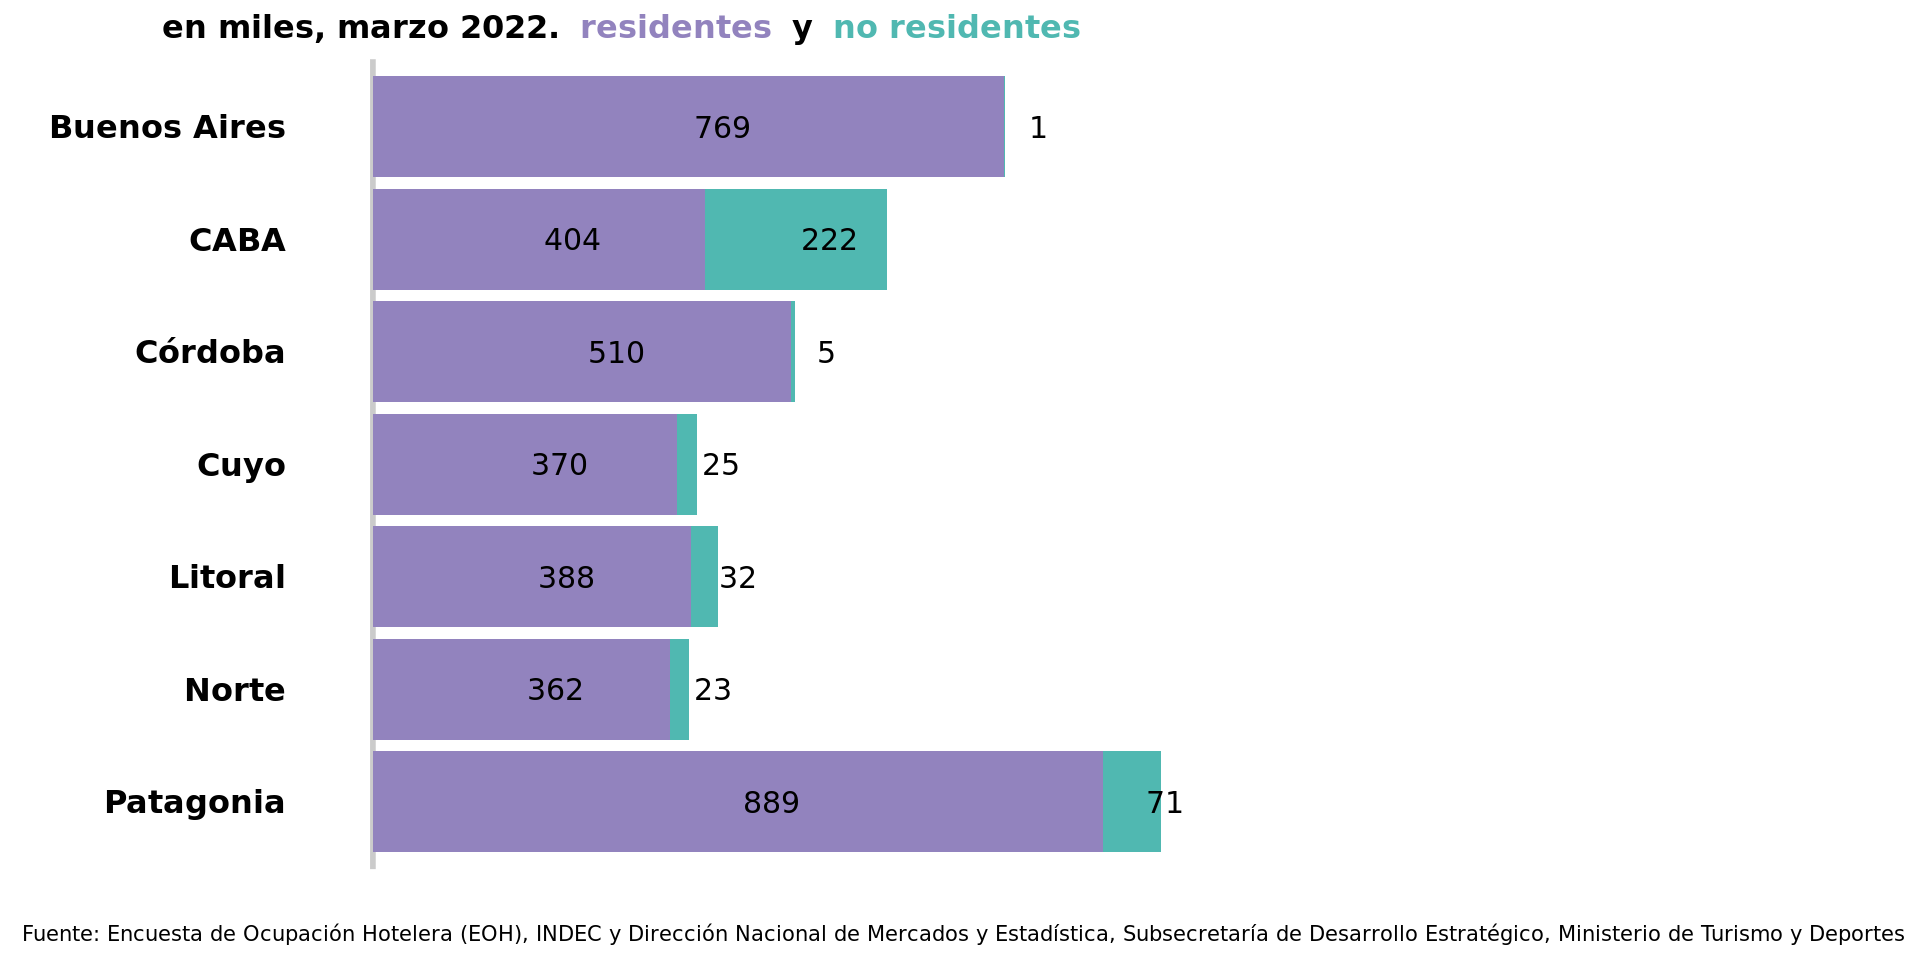 en miles, marzo 2022. residentes y no residentes
Buenos Aires 769 1
CABA 404 222
Córdoba 510 5
Cuyo 370 25
Litoral 388 32
Norte 362 23
Patagonia 889 71
Fuente: Encuesta de Ocupación Hotelera (EOH), INDEC y Dirección Nacional de Mercados y Estadística, Subsecretaría de Desarrollo Estratégico, Ministerio de Turismo y Deportes